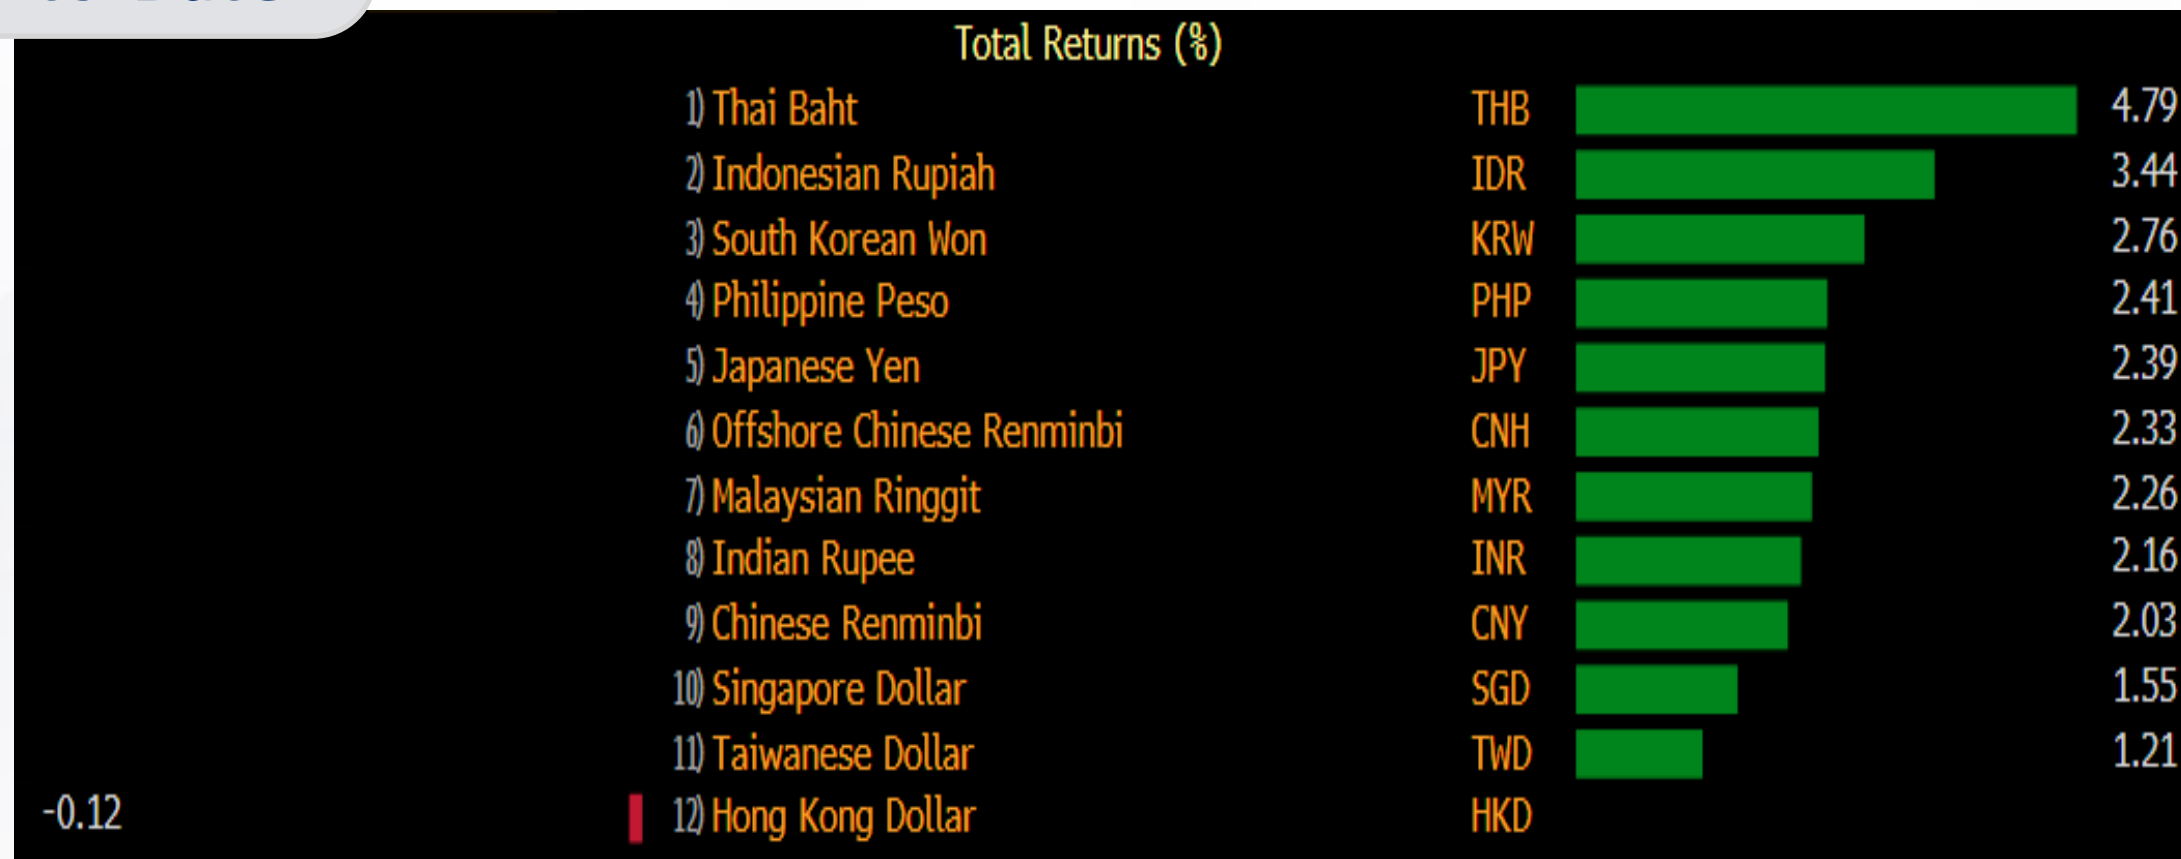 Total Returns (%)
1) Thai Baht THB 4.79
2) Indonesian Rupiah IDR 3.44
3) South Korean Won KRW 2.76
4) Philippine Peso PHP 2.41
5) Japanese Yen JPY 2.39
6) Offshore Chinese Renminbi CNH 2.33
7) Malaysian Ringgit MYR 2.26
8) Indian Rupee INR 2.16
9) Chinese Renminbi CNY 2.03
10) Singapore Dollar SGD 1.55
11) Taiwanese Dollar TWD 1.21
-0.12 12) Hong Kong Dollar HKD